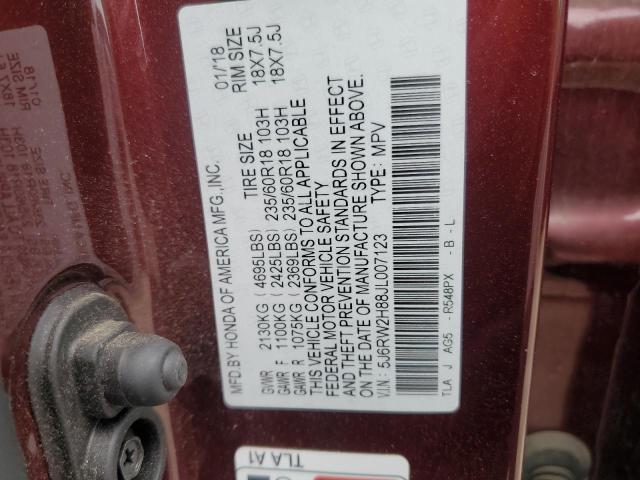 MFD.BY HONDA OF AMERICA MFG.,INC. 01/18
TIRE SIZE RIM SIZE
GVWR 2130KG ( 4695LBS)
GAWR F 1100KG ( 2425LBS) 235/60R18 103H 18X7.5J
GAWR R 1075KG ( 2369LBS) 235/60R18 103H 18X7.5J
THIS VEHICLE CONFORMS TO ALL APPLICABLE
FEDERAL MOTOR VEHICLE SAFETY
AND THEFT PREVENTION STANDARDS IN EFFECT
ON THE DATE OF MANUFACTURE SHOWN ABOVE.
V.I.N.: 5J6RW2H88JL007123 TYPE: MPV
TLA J AG5 - R548PX - B - L
TLA A1